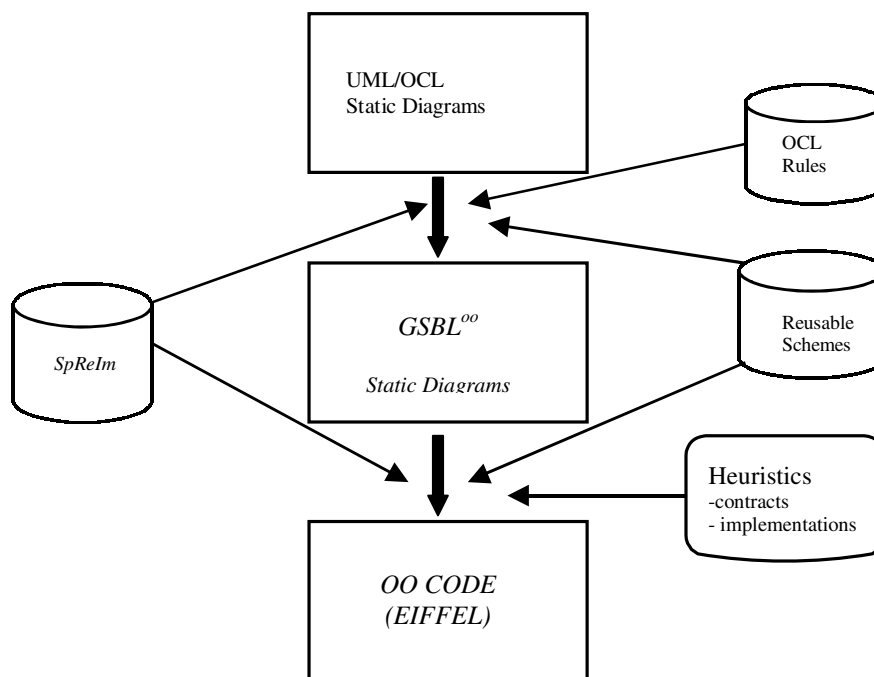 UML/OCL
Static Diagrams
OCL
Rules
GSBL^oo
Static Diagrams
SpReIm
Reusable
Schemes
Heuristics
-contracts
- implementations
OO CODE
(EIFFEL)